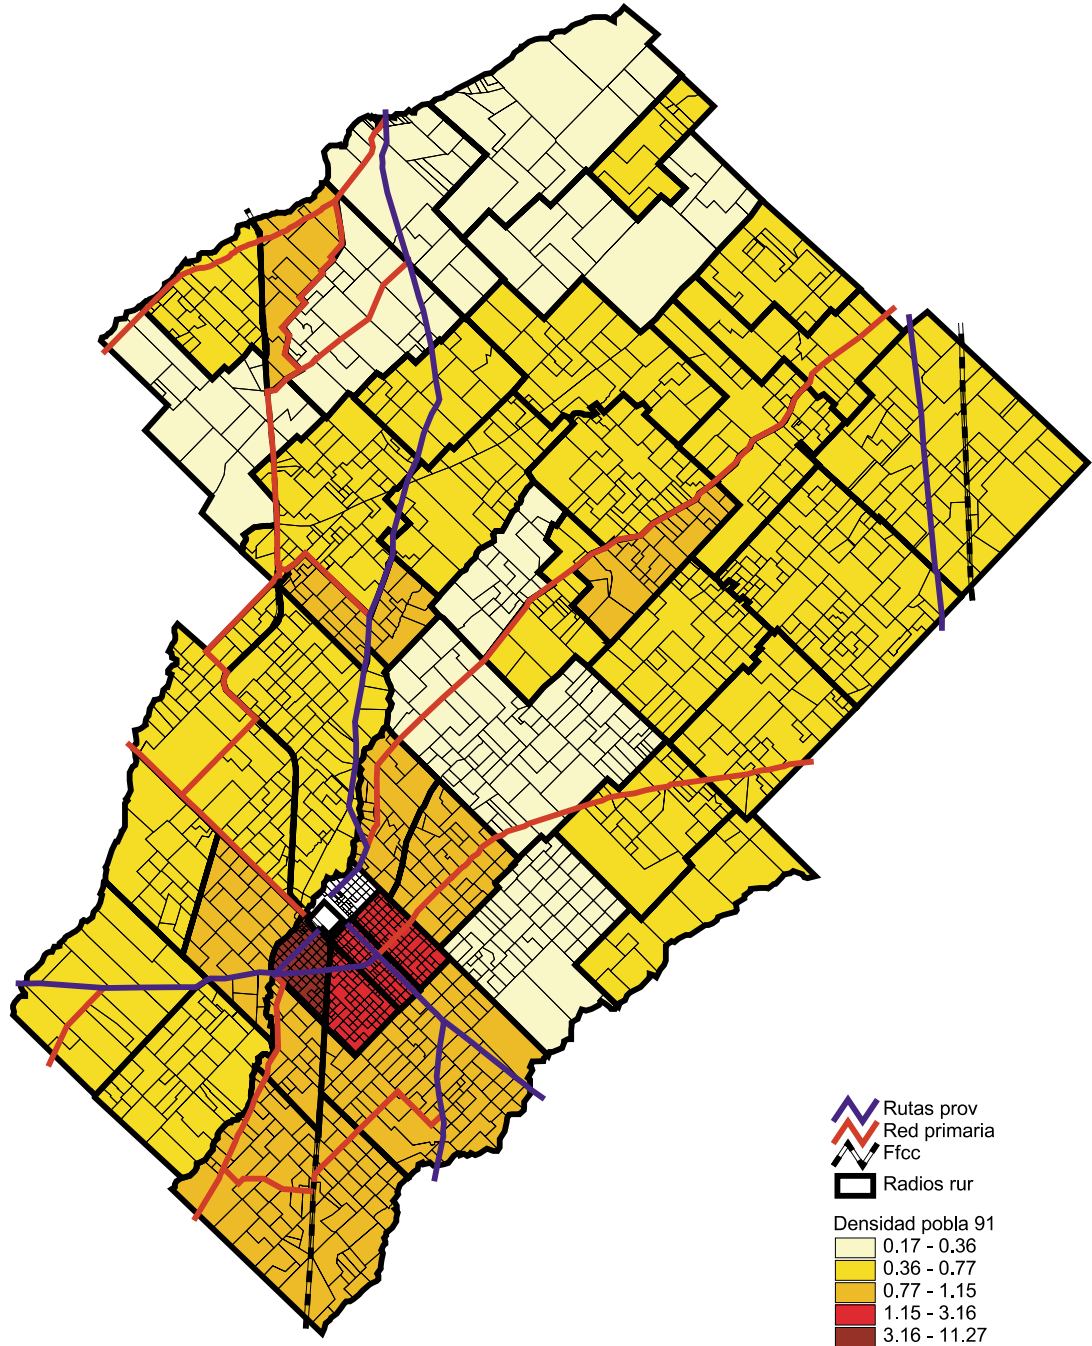 Rutas prov
Red primaria
Ffcc
Radios rur
Densidad pobla 91
0.17 - 0.36
0.36 - 0.77
0.77 - 1.15
1.15 - 3.16
3.16 - 11.27